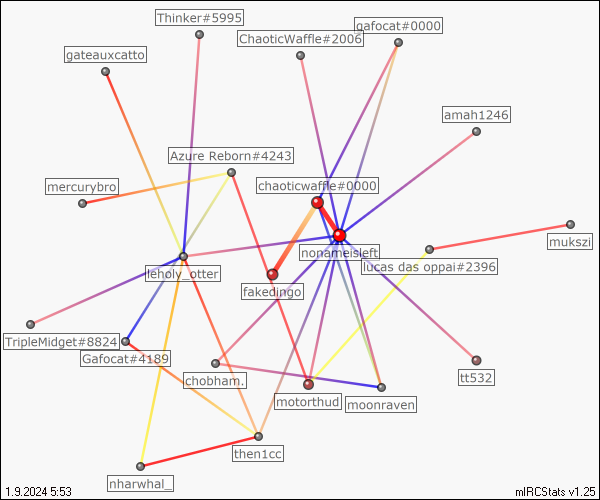 Thinker#5995
gafocat#0000
ChaoticWaffle#2006
gateauxcatto
amah1246
Azure Reborn#4243
mercurybro
chaoticwaffle#0000
mukszi
nonameisleft
lucas das oppai#2396
lenoly_otter
fakedingo
TripleMidget#8824
Gafocat#4189
chobham.
tt532
motorthud
moonraven
then1cc
nharwhal_
1.9.2024 5:53
mIRCStats v1.25